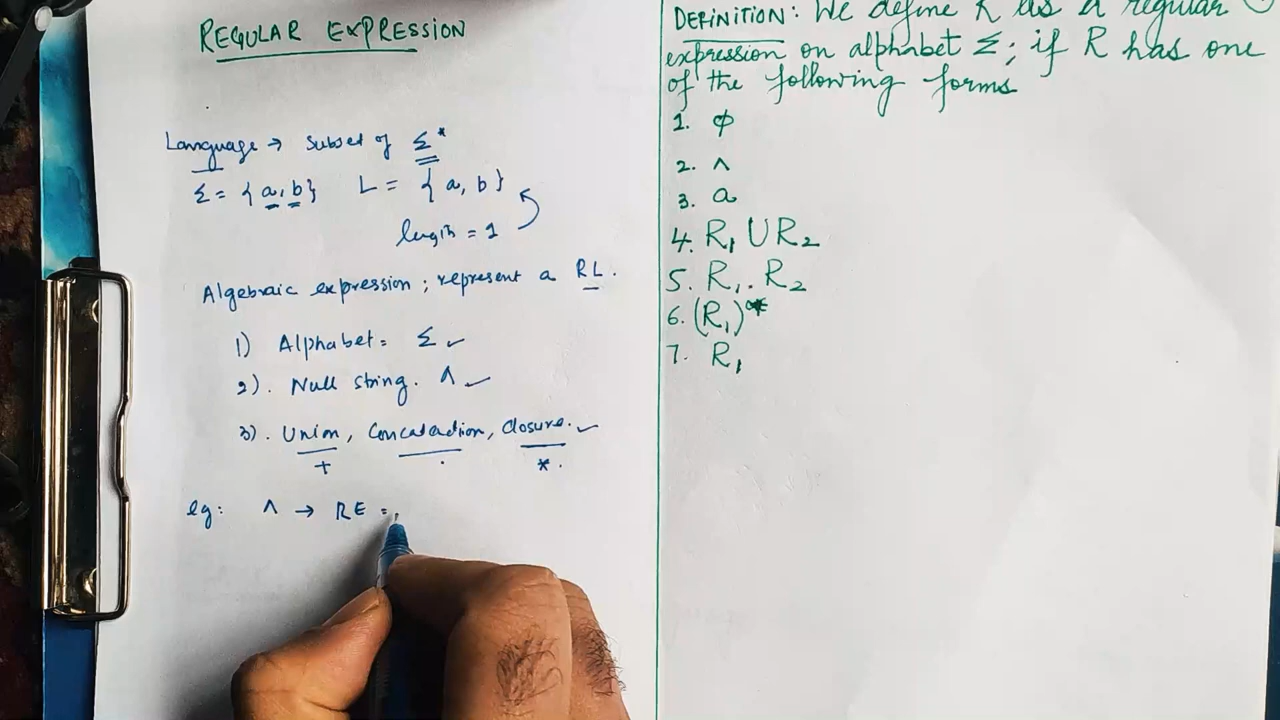 REGULAR EXPRESSION
Language → Subset of Σ*
Σ = {a, b} L = {a, b}
length = 1
Algebraic expression ; represent a RL.
1) Alphabet = Σ ✓
2). Null string. ∧ ✓
3). Union, Concatation, Closure. ✓
+ . *.
eg: ∧ → RE =
DEFINITION: We define R as a regular
expression on alphabet Σ; if R has one
of the following forms
1. ϕ
2. ∧
3. a
4. R₁ U R₂
5. R₁. R₂
6. (R₁)*
7. R₁